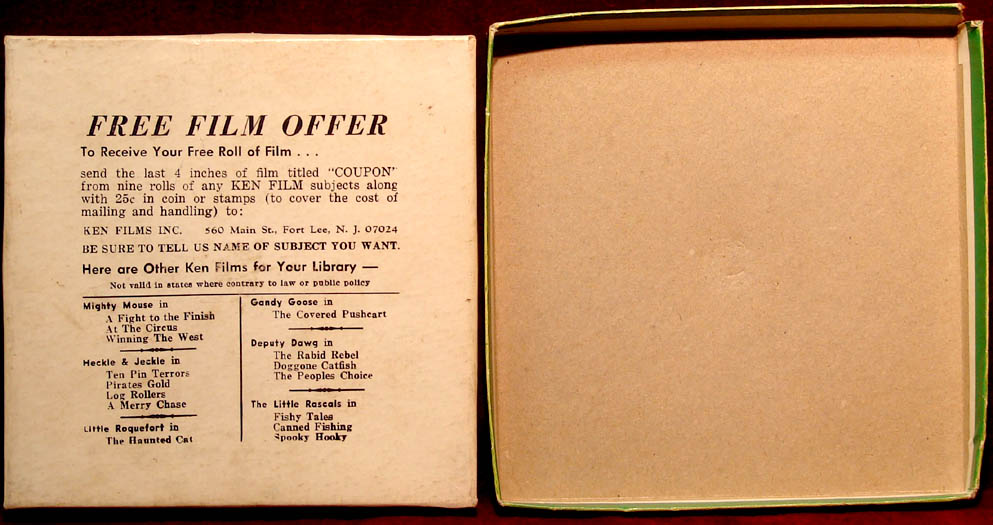 FREE FILM OFFER
To Receive Your Free Roll of Film . . .
send the last 4 inches of film titled "COUPON"
from nine rolls of any KEN FILM subjects along
with 25c in coin or stamps (to cover the cost of
mailing and handling) to:
KEN FILMS INC. 560 Main St., Fort Lee, N. J. 07024
BE SURE TO TELL US NAME OF SUBJECT YOU WANT.
Here are Other Ken Films for Your Library —
Not valid in states where contrary to law or public policy
Mighty Mouse in
A Fight to the Finish
At The Circus
Winning The West
Heckle & Jeckle in
Ten Pin Terrors
Pirates Gold
Log Rollers
A Merry Chase
Little Roquefort in
The Haunted Cat
Gandy Goose in
The Covered Pushcart
Deputy Dawg in
The Rabid Rebel
Doggone Catfish
The Peoples Choice
The Little Rascals in
Fishy Tales
Canned Fishing
Spooky Hooky